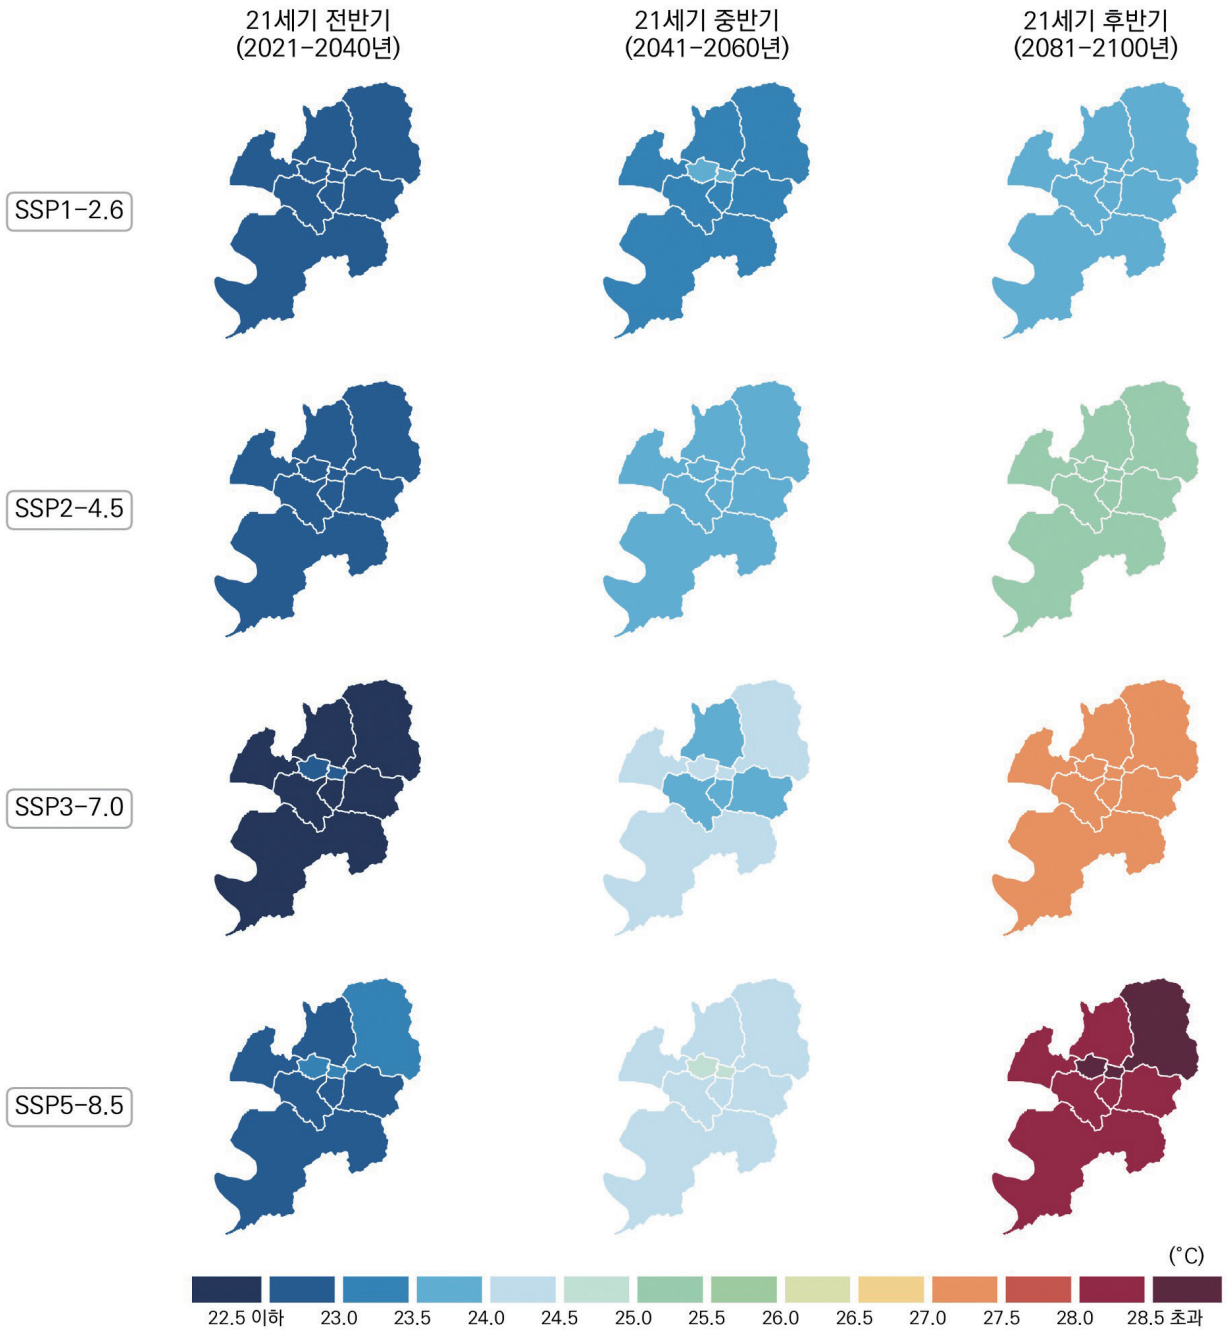 21세기 전반기
(2021-2040년)
21세기 중반기
(2041-2060년)
21세기 후반기
(2081-2100년)
SSP1-2.6
SSP2-4.5
SSP3-7.0
SSP5-8.5
(°C)
22.5 이하 23.0 23.5 24.0 24.5 25.0 25.5 26.0 26.5 27.0 27.5 28.0 28.5 초과